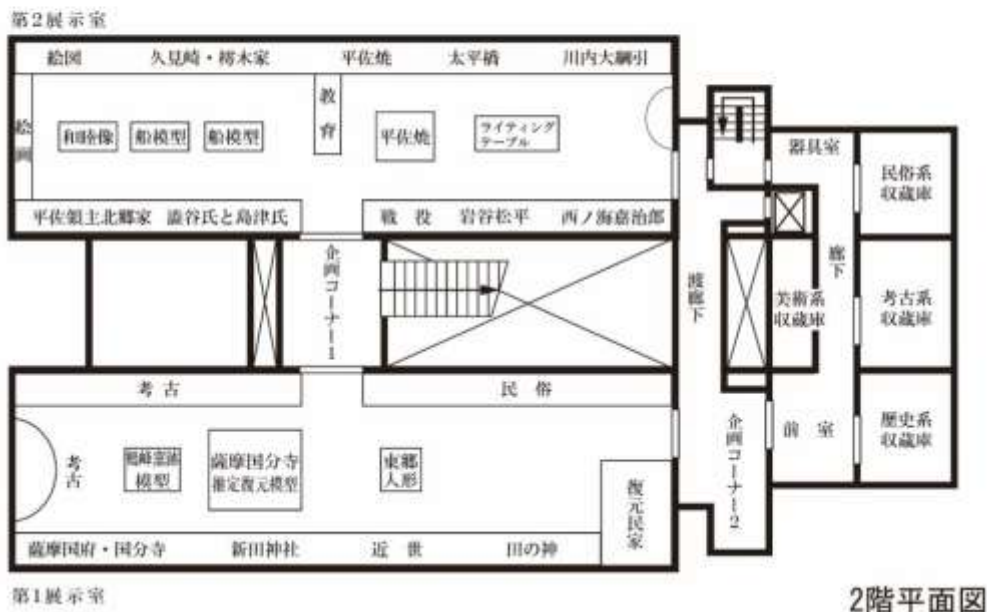 第2展示室
絵図
久見崎・樗木家
平佐焼
太平橋
川内大綱引
絵画
和睦像
船模型
船模型
教育
平佐焼
ライティング
テーブル
平佐領主北郷家
澁谷氏と島津氏
戦役
岩谷松平
西ノ海嘉治郎
器具室
民俗系
収蔵庫
企画コーナー1
渡廊下
美術系
収蔵庫
廊下
考古系
収蔵庫
考古
民俗
企画コーナー2
前室
歴史系
収蔵庫
考古
模型
薩摩国分寺
推定復元模型
東郷
人形
復元民家
薩摩国府・国分寺
新田神社
近世
田の神
第1展示室
2階平面図